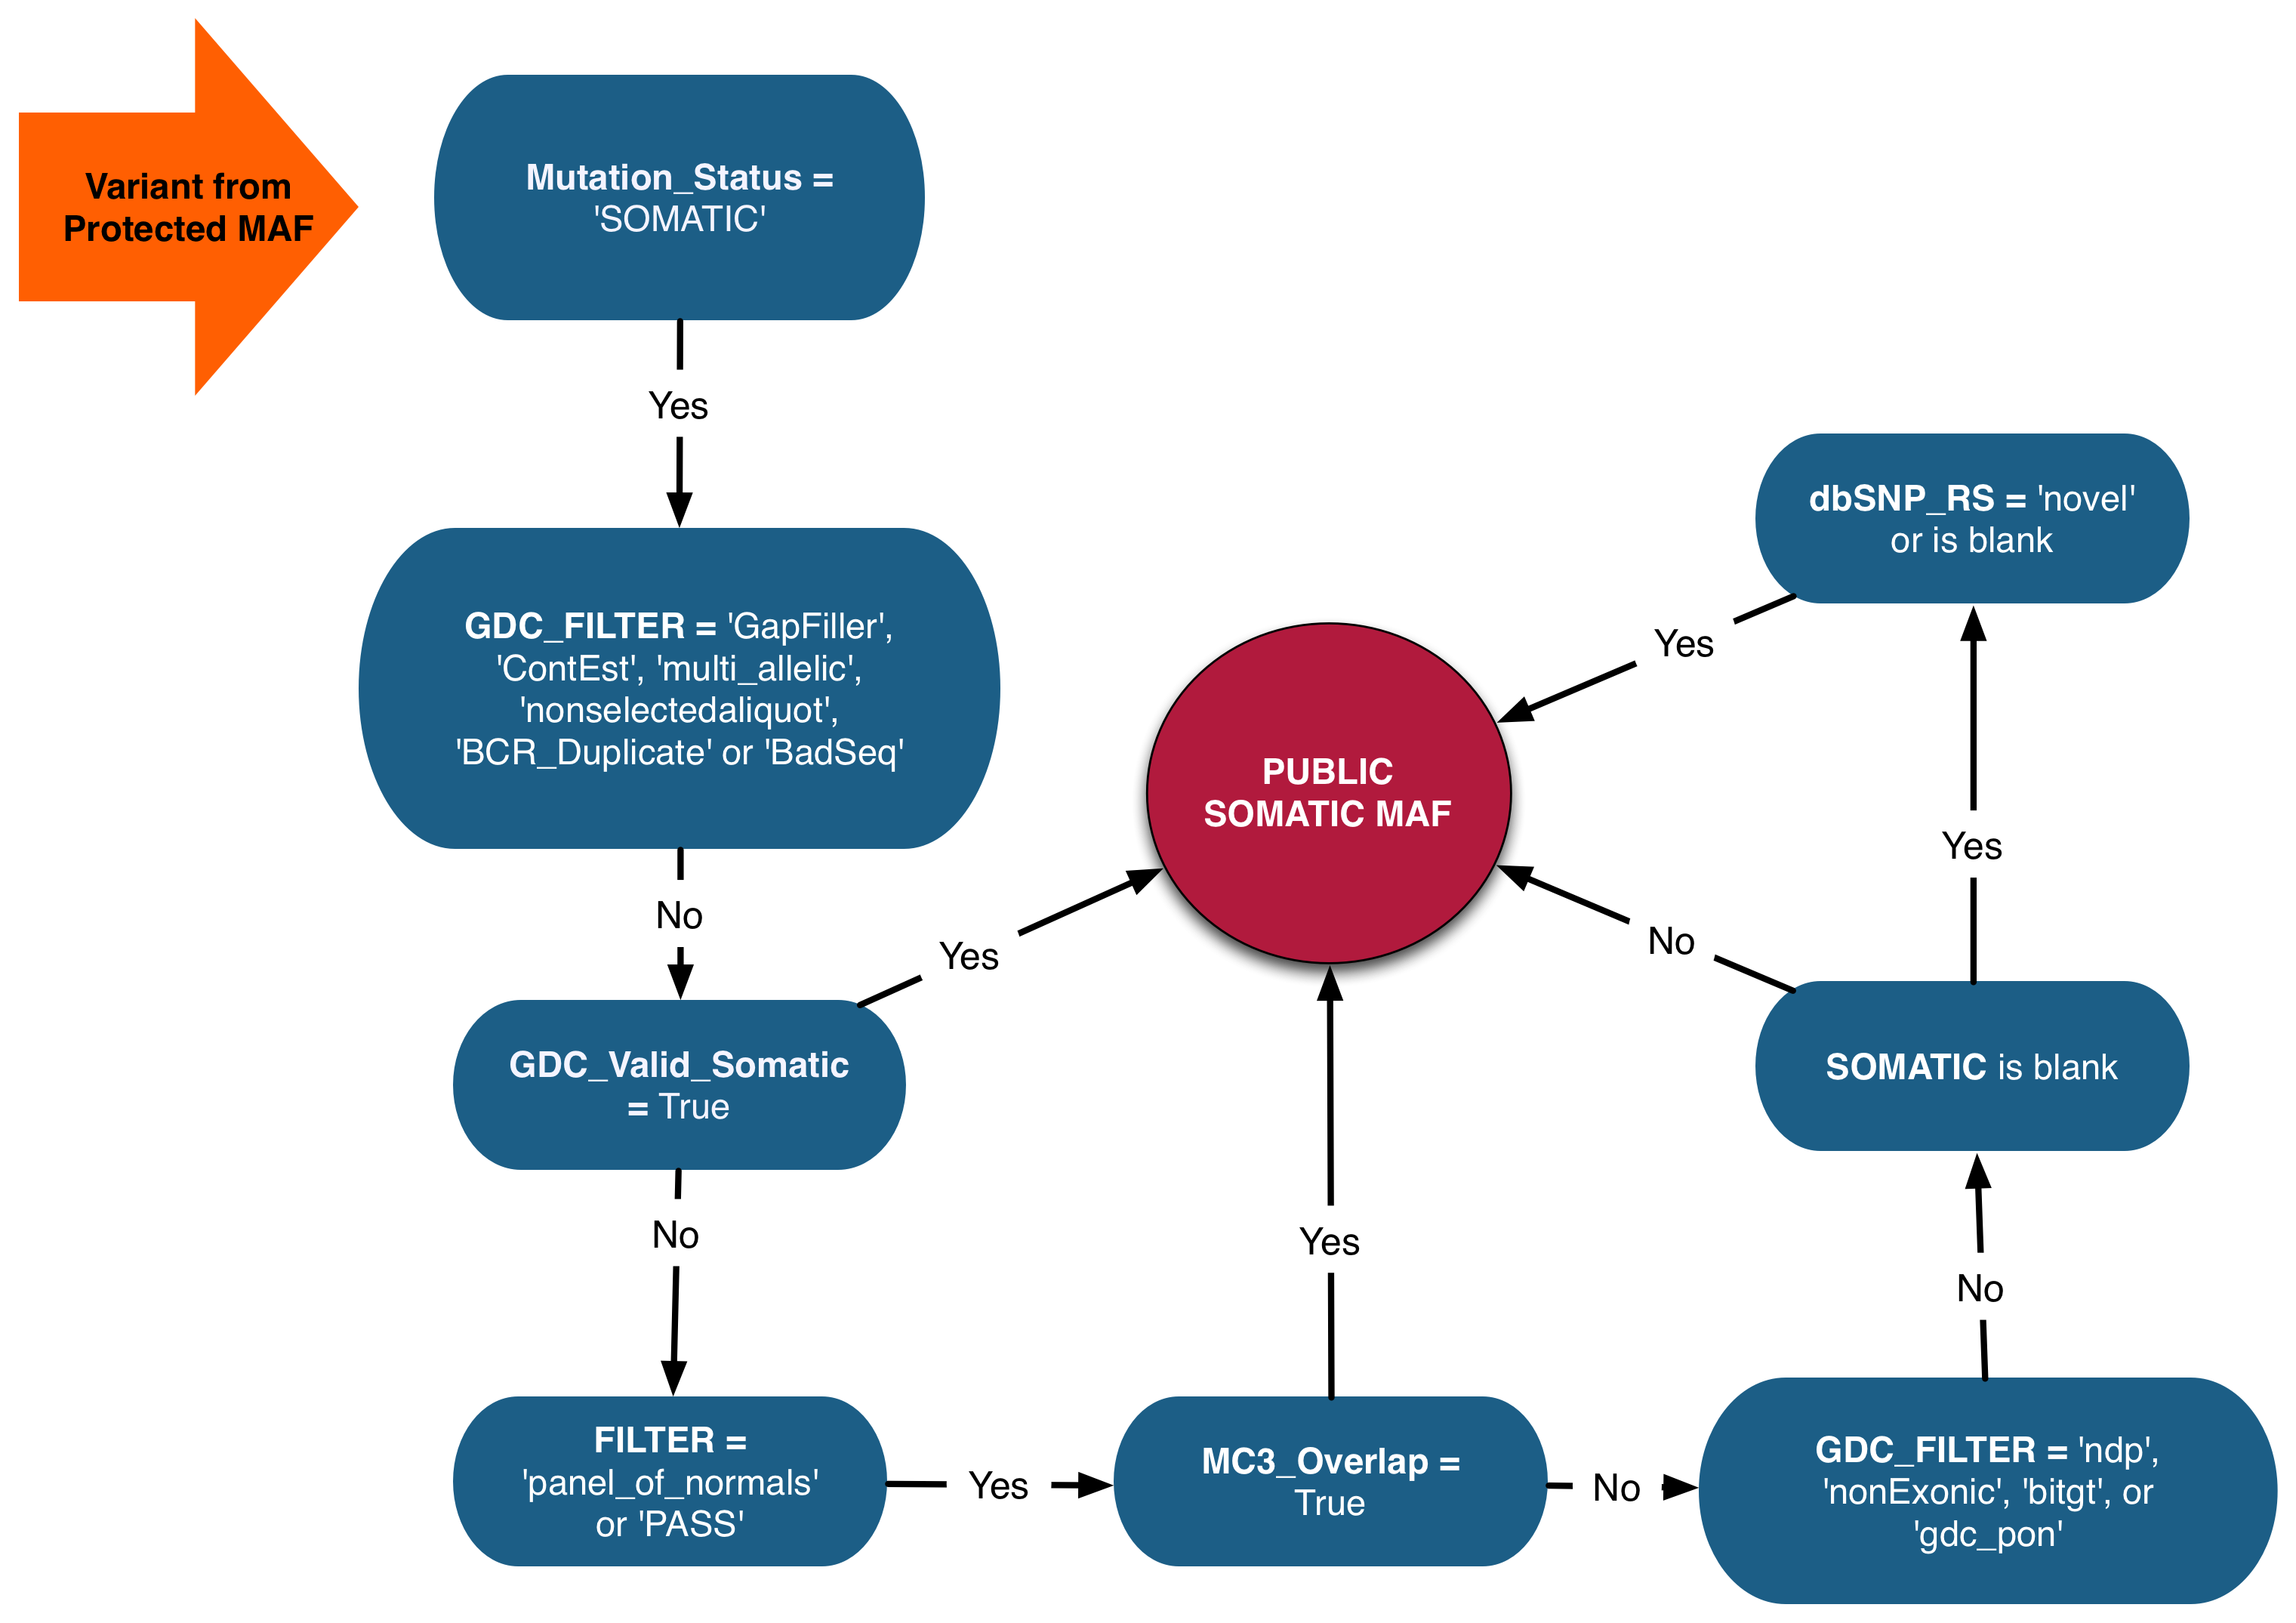 Variant from
Protected MAF
Mutation_Status =
'SOMATIC'
Yes
GDC_FILTER = 'GapFiller',
'ContEst', 'multi_allelic',
'nonselectedaliquot',
'BCR_Duplicate' or 'BadSeq'
No
GDC_Valid_Somatic
= True
Yes
No
FILTER =
'panel_of_normals'
or 'PASS'
Yes
MC3_Overlap =
True
Yes
No
GDC_FILTER = 'ndp',
'nonExonic', 'bitgt', or
'gdc_pon'
No
SOMATIC is blank
No
Yes
dbSNP_RS = 'novel'
or is blank
Yes
PUBLIC
SOMATIC MAF